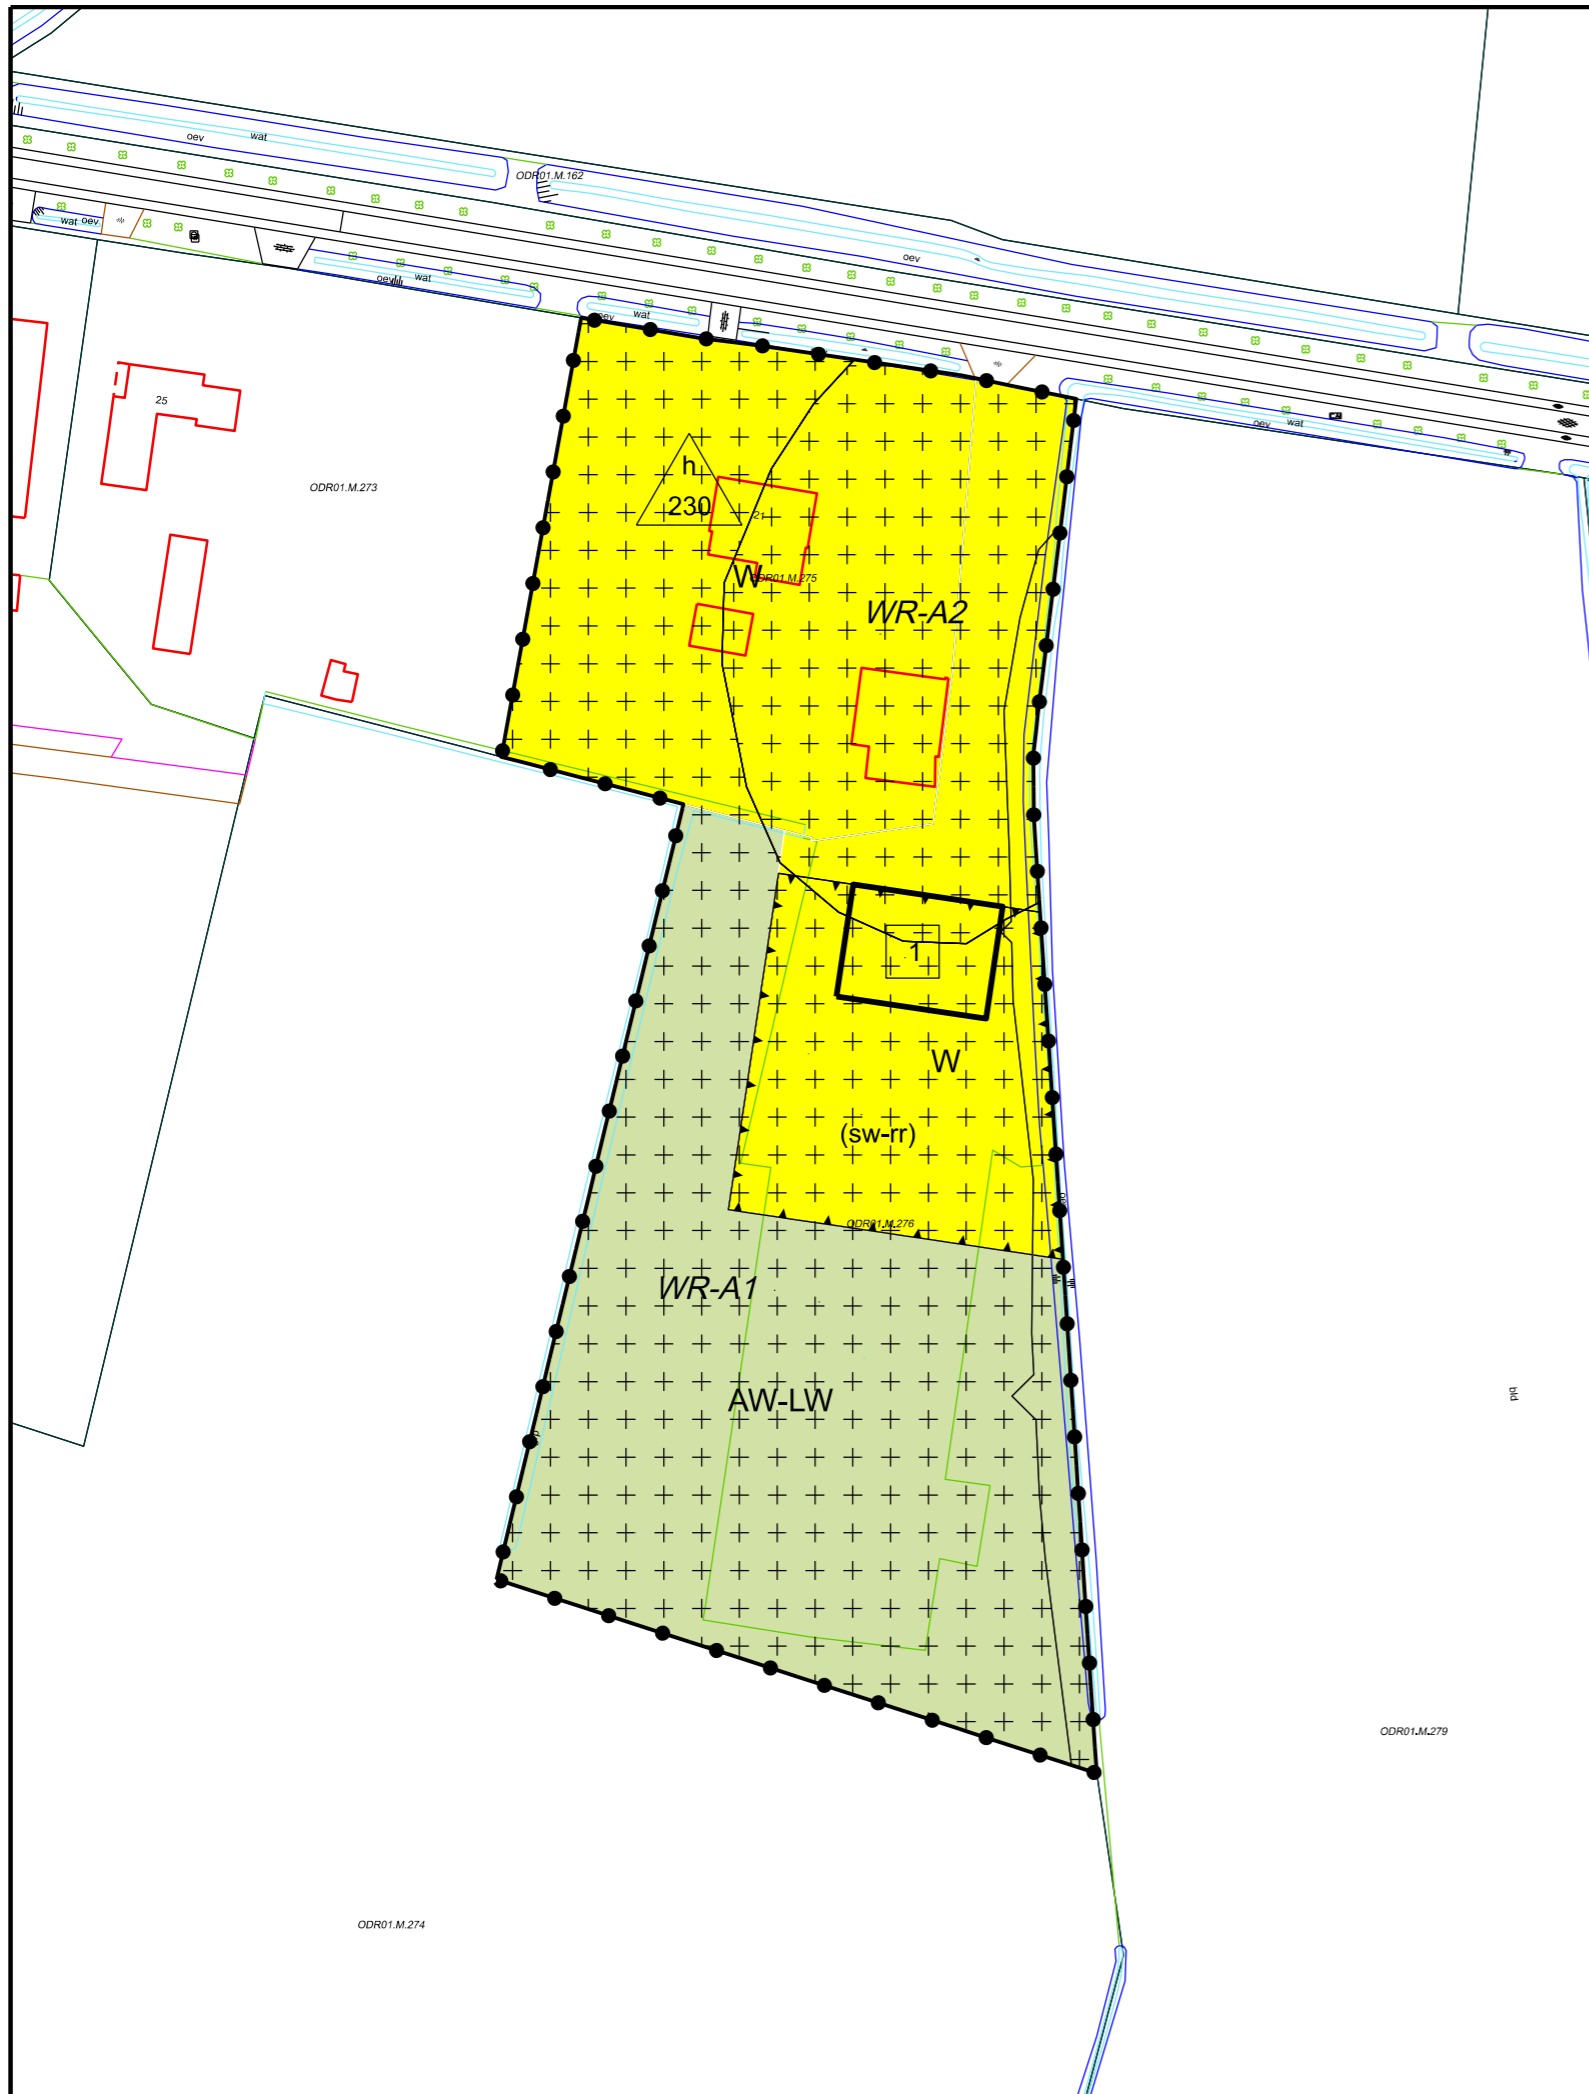 oev
wat
ODR01.M.162
wat
oev
oev
oev
wat
oev
wat
25
oev
wat
ODR01.M.273
h
230
21
W
ODR01.M.275
WR-A2
1
W
(sw-rr)
ODR01.M.276
WR-A1
AW-LW
bld
ODR01.M.279
ODR01.M.274